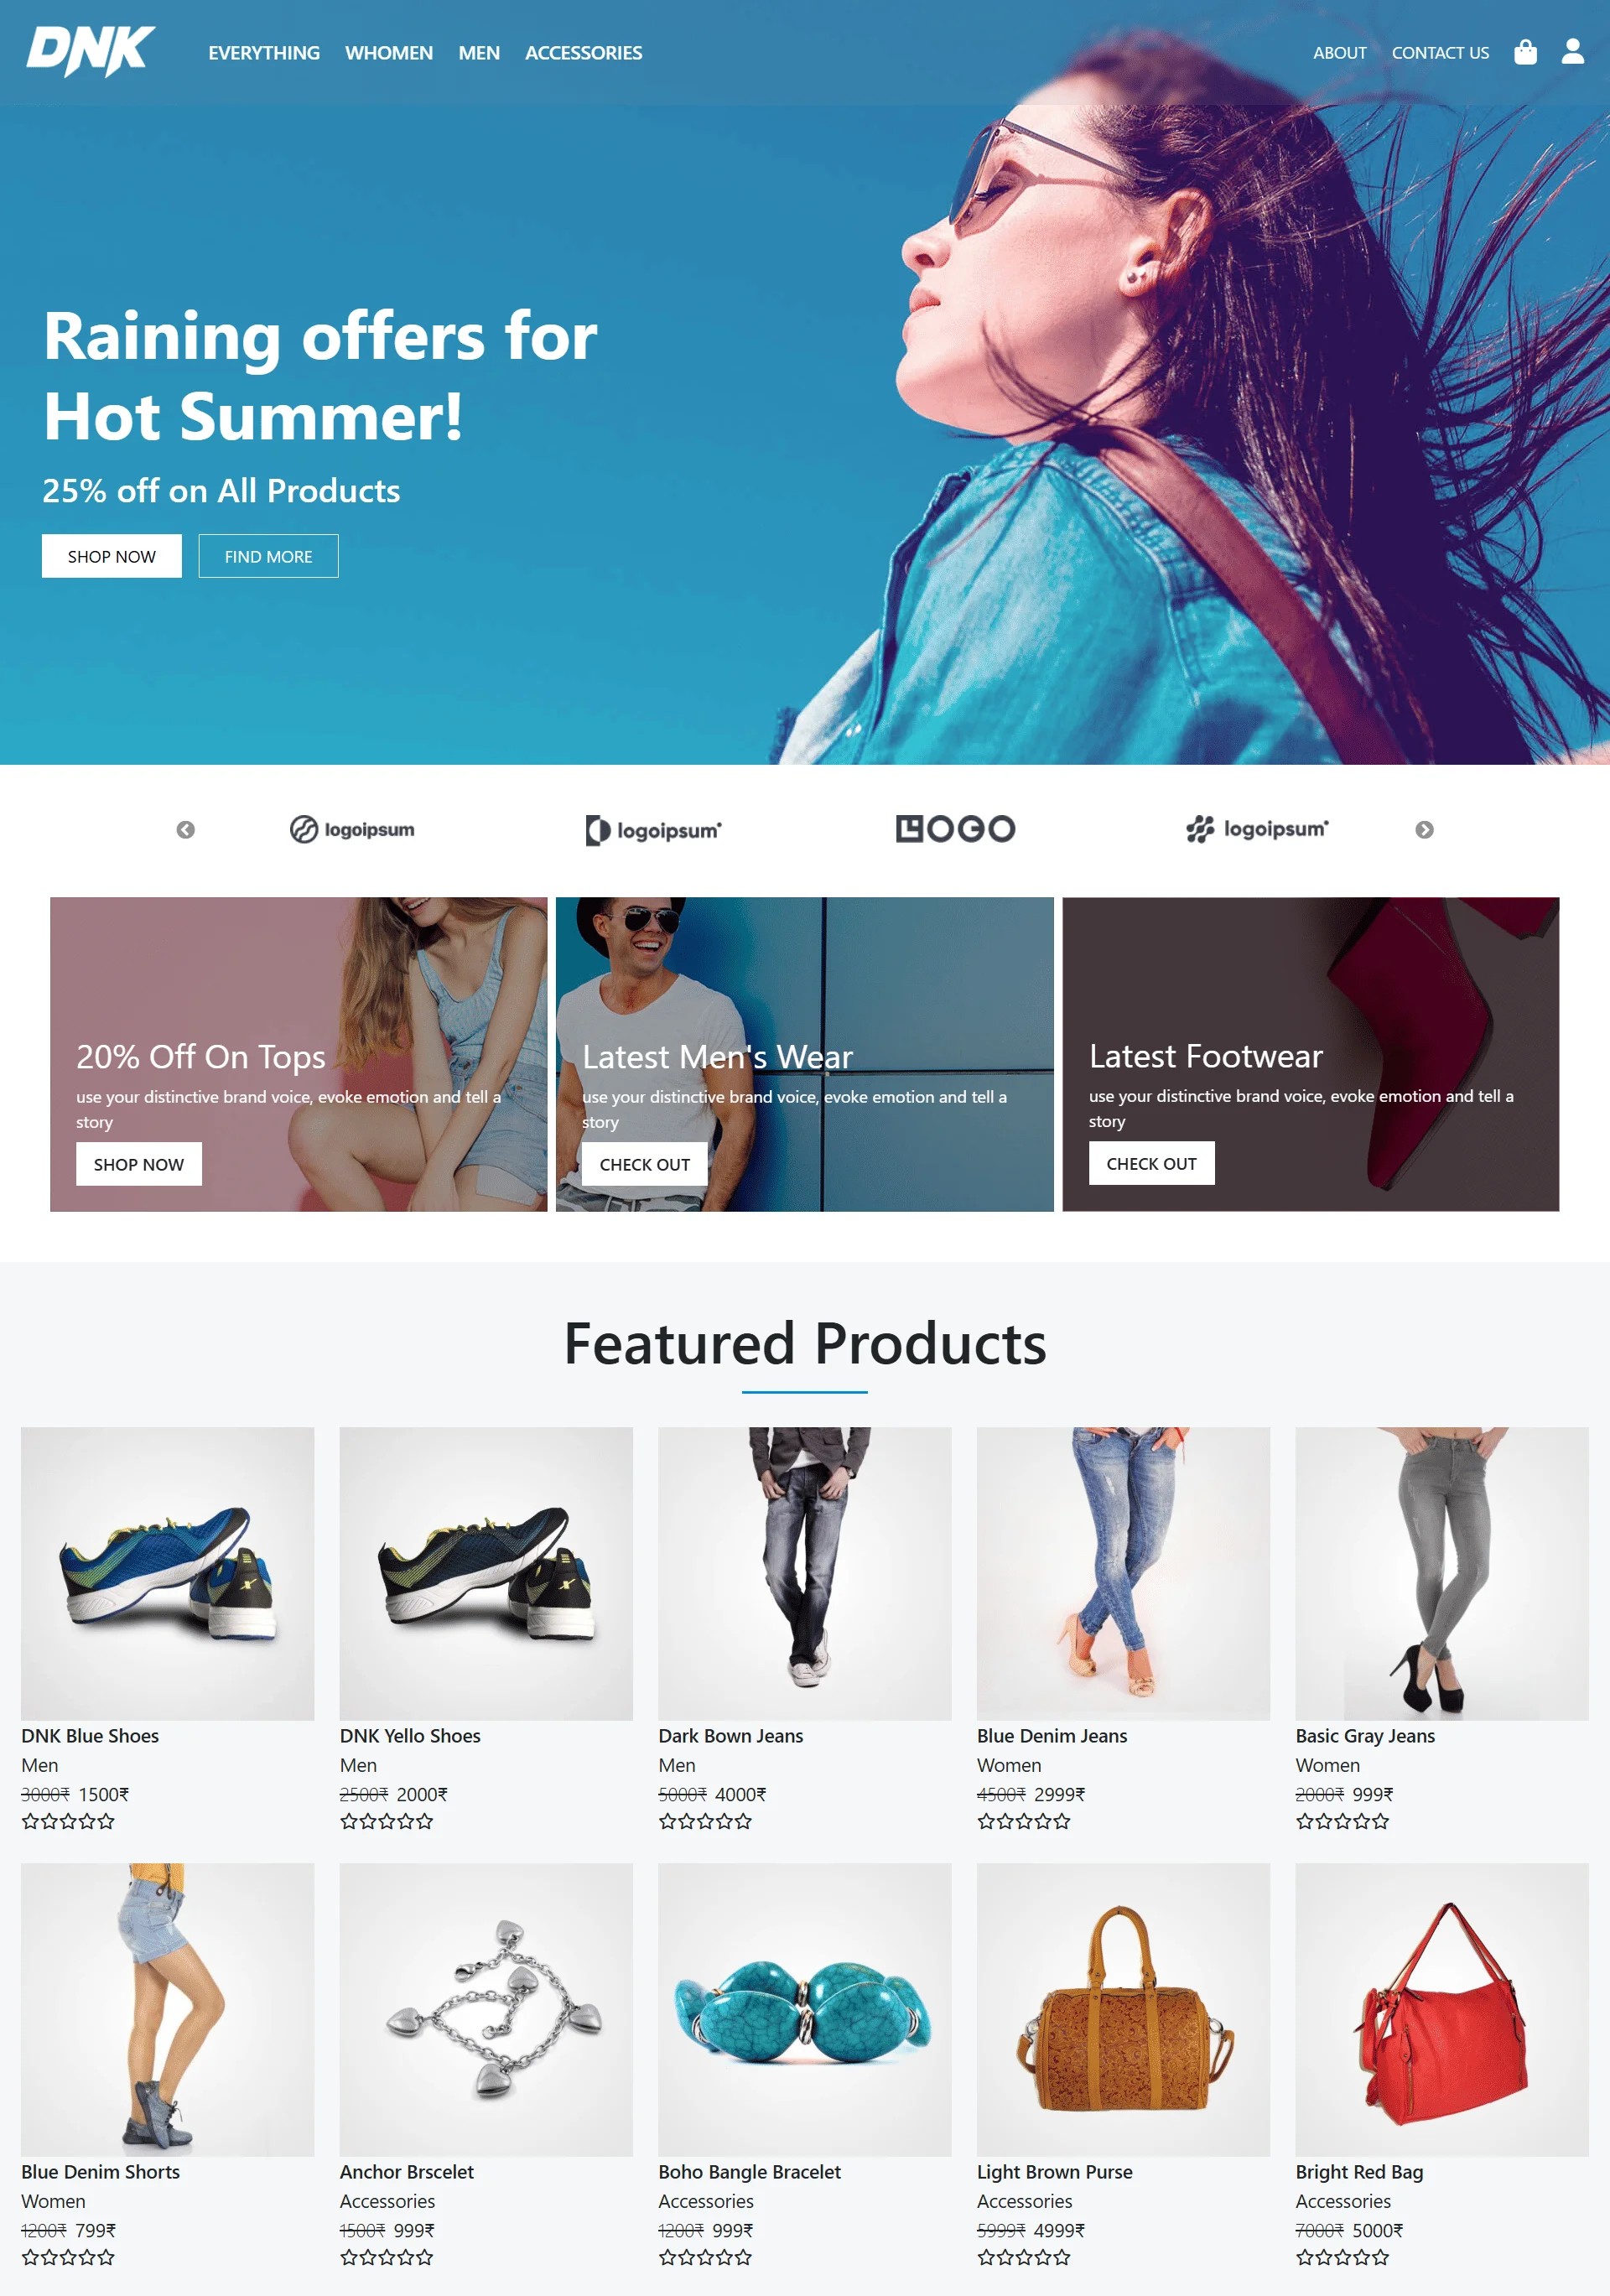 DNK EVERYTHING WHOMEN MEN ACCESSORIES ABOUT CONTACT US
Raining offers for
Hot Summer!
25% off on All Products
SHOP NOW FIND MORE
logoipsum logoipsum LOGO logoipsum
20% Off On Tops
use your distinctive brand voice, evoke emotion and tell a
story
SHOP NOW
Latest Men's Wear
use your distinctive brand voice, evoke emotion and tell a
story
CHECK OUT
Latest Footwear
use your distinctive brand voice, evoke emotion and tell a
story
CHECK OUT
Featured Products
DNK Blue Shoes
Men
3000₹ 1500₹
DNK Yello Shoes
Men
2500₹ 2000₹
Dark Bown Jeans
Men
5000₹ 4000₹
Blue Denim Jeans
Women
4500₹ 2999₹
Basic Gray Jeans
Women
2000₹ 999₹
Blue Denim Shorts
Women
1200₹ 799₹
Anchor Brscelet
Accessories
1500₹ 999₹
Boho Bangle Bracelet
Accessories
1200₹ 999₹
Light Brown Purse
Accessories
5999₹ 4999₹
Bright Red Bag
Accessories
7000₹ 5000₹